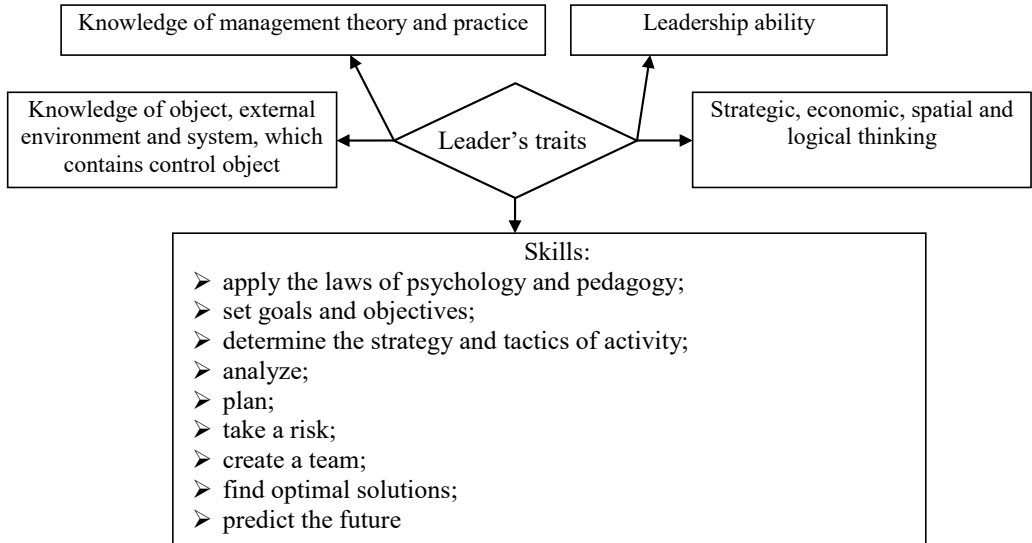 Knowledge of management theory and practice
Leadership ability
Knowledge of object, external
environment and system, which
contains control object
Leader’s traits
Strategic, economic, spatial and
logical thinking
Skills:
➢ apply the laws of psychology and pedagogy;
➢ set goals and objectives;
➢ determine the strategy and tactics of activity;
➢ analyze;
➢ plan;
➢ take a risk;
➢ create a team;
➢ find optimal solutions;
➢ predict the future